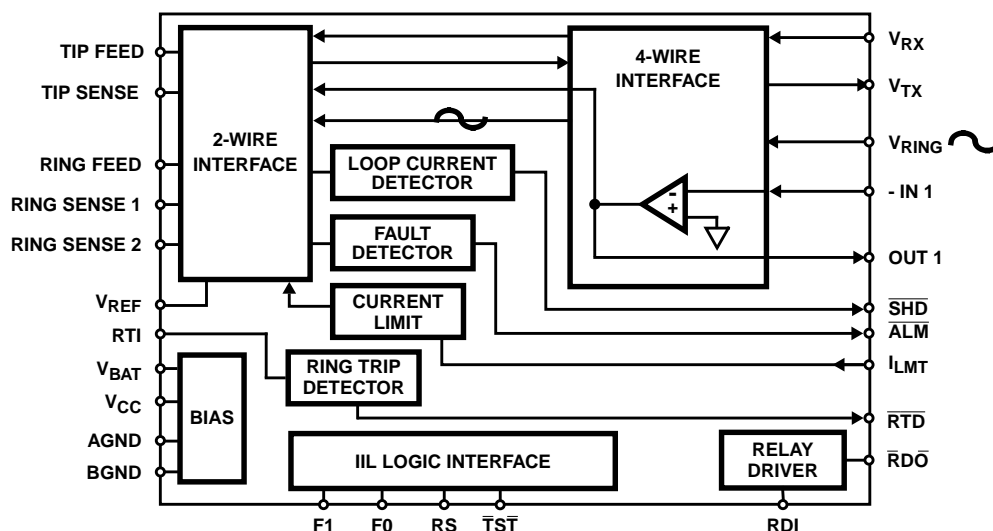 TIP FEED
TIP SENSE
RING FEED
RING SENSE 1
RING SENSE 2
VREF
RTI
VBAT
VCC
AGND
BGND
2-WIRE
INTERFACE
4-WIRE
INTERFACE
LOOP CURRENT
DETECTOR
FAULT
DETECTOR
CURRENT
LIMIT
RING TRIP
DETECTOR
BIAS
IIL LOGIC INTERFACE
RELAY
DRIVER
-
+
VRX
VTX
VRING
- IN 1
OUT 1
SHD
ALM
ILMT
RTD
RDO
F1
F0
RS
TST
RDI